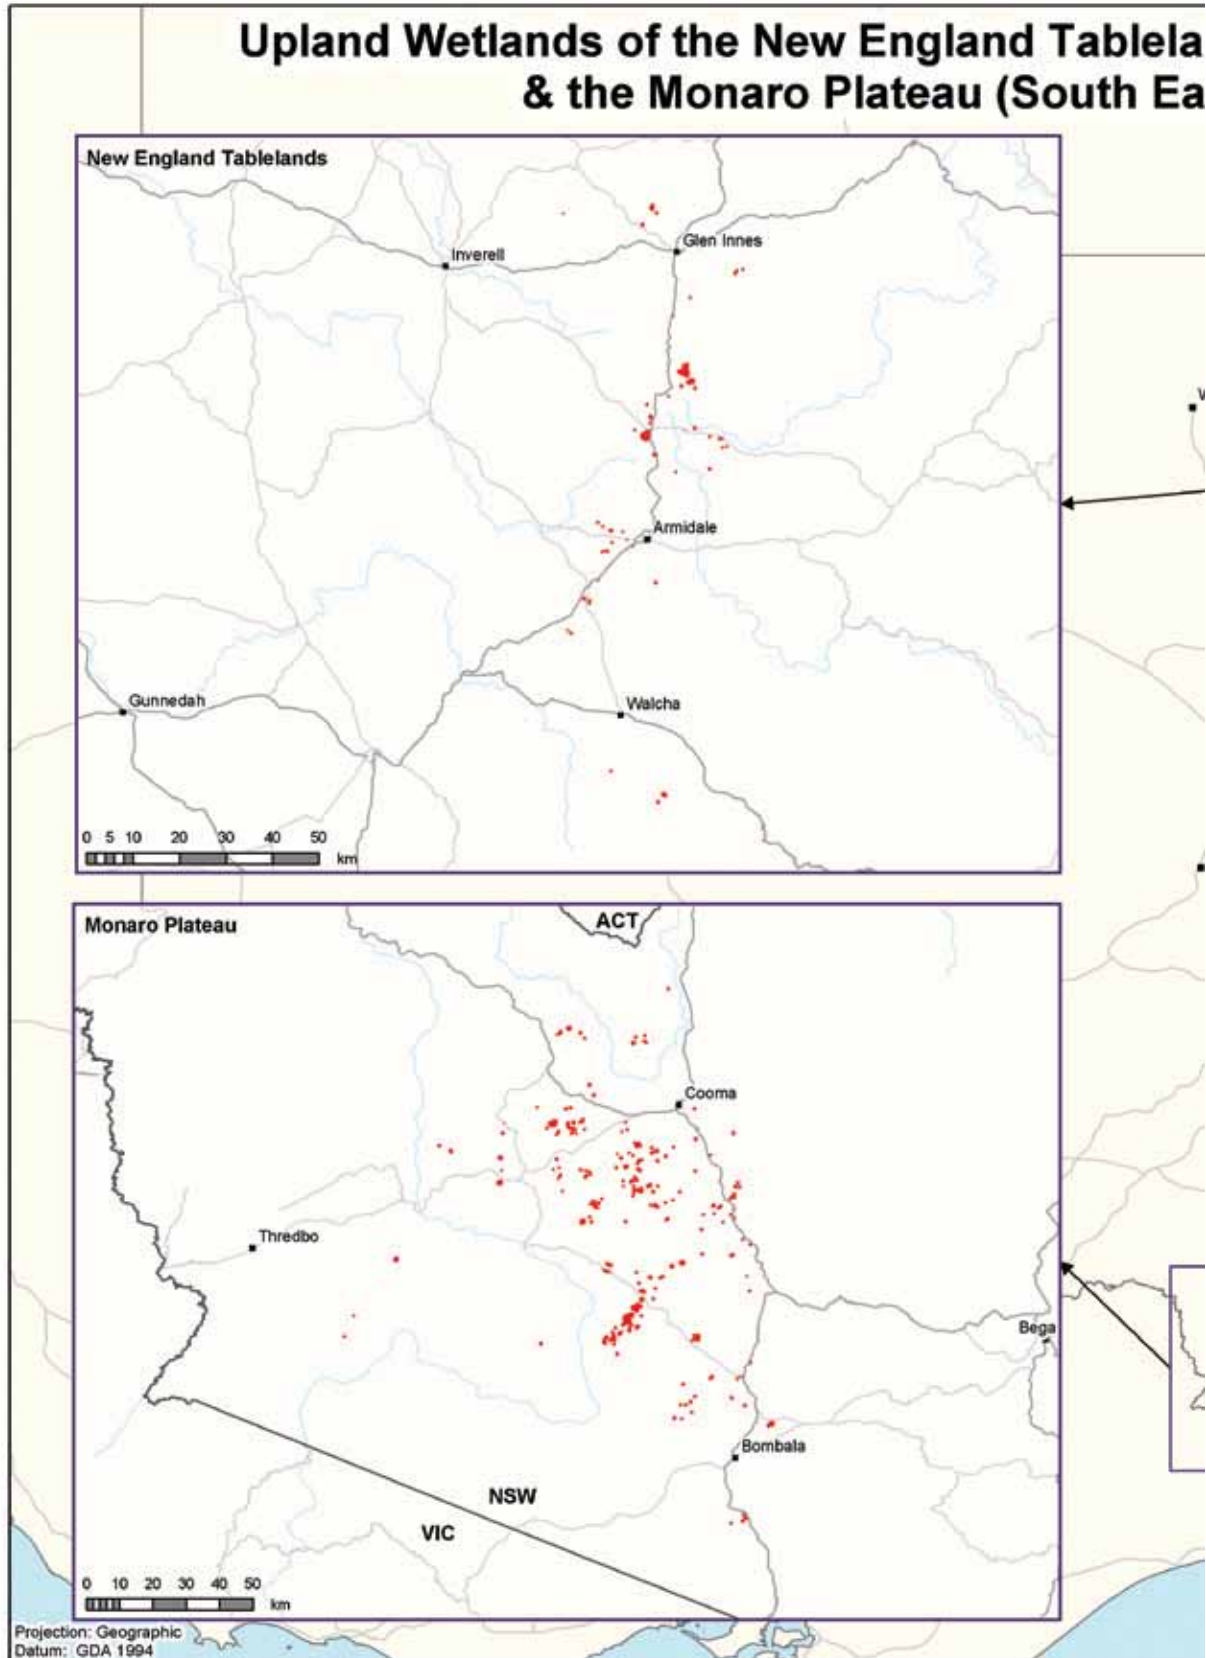 Upland Wetlands of the New England Tablela
& the Monaro Plateau (South Ea
New England Tablelands
Glen Innes
Inverell
W
Armidale
Gunnedah
Walcha
0 5 10 20 30 40 50
km
Monaro Plateau
ACT
Cooma
Thredbo
Bega
Bombala
NSW
VIC
0 10 20 30 40 50
km
Projection: Geographic
Datum: GDA 1994